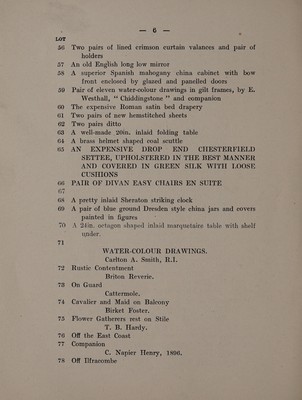 — 6 —
LOT
56 Two pairs of lined crimson curtain valances and pair of
holders
57 An old English long low mirror
58 A superior Spanish mahogany china cabinet with bow
front enclosed by glazed and panelled doors
59 Pair of eleven water-colour drawings in gilt frames, by E.
Westhall, " Chiddingstone " and companion
60 The expensive Roman satin bed drapery
61 Two pairs of new hemstitched sheets
62 Two pairs ditto
63 A well-made 20in. inlaid folding table
64 A brass helmet shaped coal scuttle
65 AN EXPENSIVE DROP END CHESTERFIELD
SETTEE, UPHOLSTERED IN THE BEST MANNER
AND COVERED IN GREEN SILK WITH LOOSE
CUSHIONS
66 PAIR OF DIVAN EASY CHAIRS EN SUITE
67
68 A pretty inlaid Sheraton striking clock
69 A pair of blue ground Dresden style china jars and covers
painted in figures
70 A 24in. octagon shaped inlaid marquetaire table with shelf
under.
71
WATER-COLOUR DRAWINGS.
Carlton A. Smith, R.I.
72 Rustic Contentment
Briton Reverie.
73 On Guard
Cattermole.
74 Cavalier and Maid on Balcony
Birket Foster.
75 Flower Gatherers rest on Stile
T. B. Hardy.
76 Off the East Coast
77 Companion
C. Napier Henry, 1896.
78 Off Ilfracombe